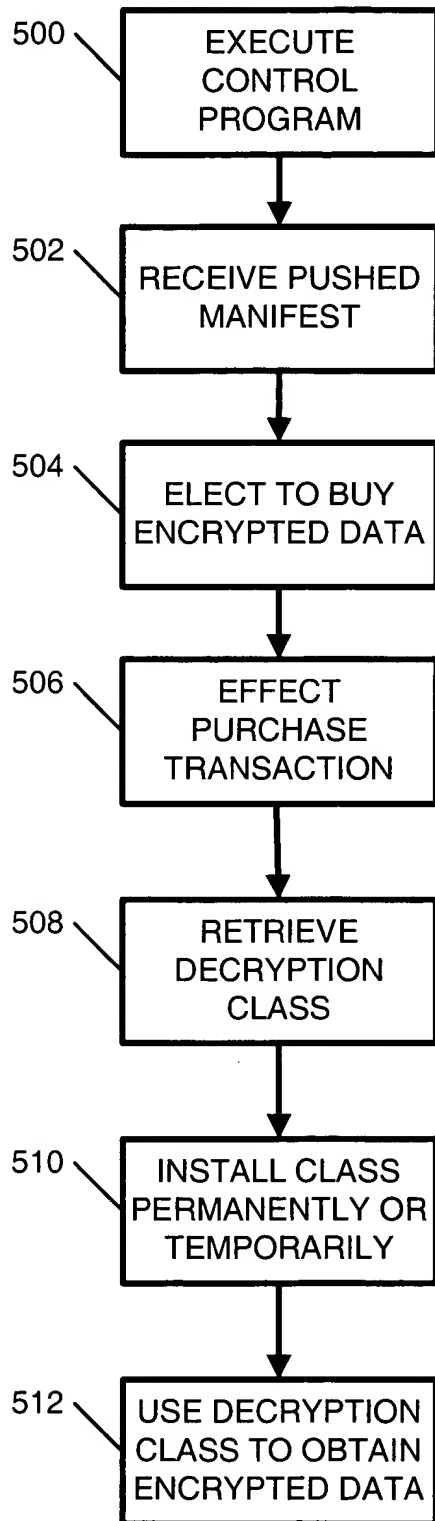 500
EXECUTE
CONTROL
PROGRAM
502
RECEIVE PUSHED
MANIFEST
504
ELECT TO BUY
ENCRYPTED DATA
506
EFFECT
PURCHASE
TRANSACTION
508
RETRIEVE
DECRYPTION
CLASS
510
INSTALL CLASS
PERMANENTLY OR
TEMPORARILY
512
USE DECRYPTION
CLASS TO OBTAIN
ENCRYPTED DATA